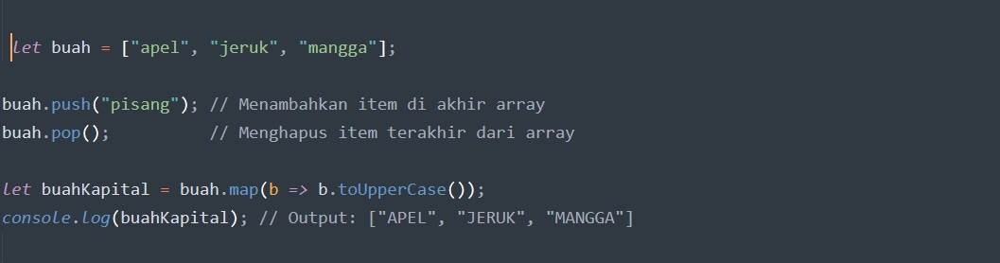 let buah = ["apel", "jeruk", "mangga"];
buah.push("pisang"); // Menambahkan item di akhir array
buah.pop();          // Menghapus item terakhir dari array
let buahKapital = buah.map(b => b.toUpperCase());
console.log(buahKapital); // Output: ["APEL", "JERUK", "MANGGA"]